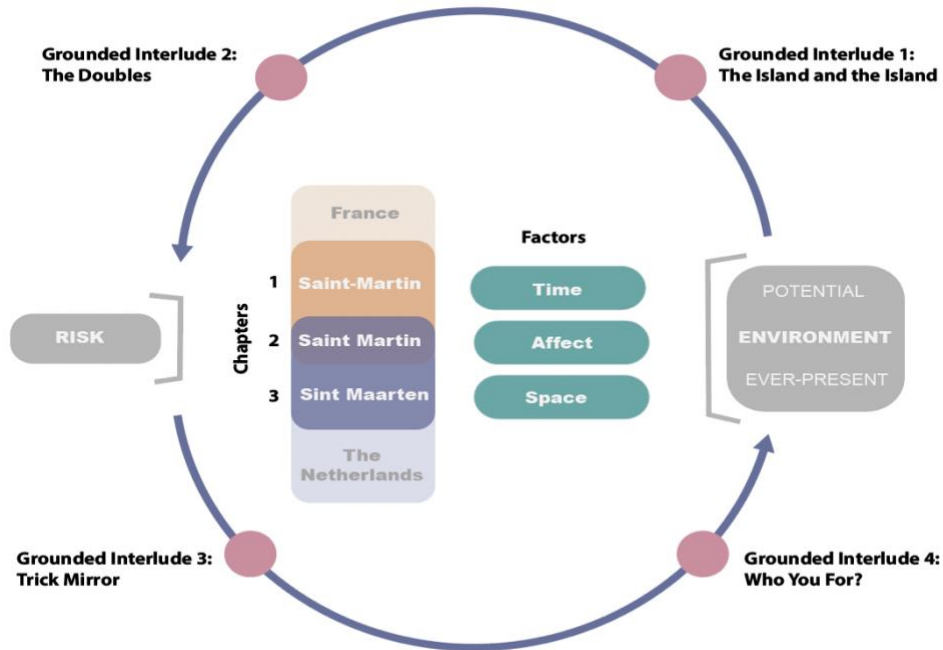 Grounded Interlude 2:
The Doubles
Grounded Interlude 1:
The Island and the Island
France
Factors
1
Saint-Martin
Time
POTENTIAL
RISK
Chapters
2
Saint Martin
Affect
ENVIRONMENT
3
Sint Maarten
Space
EVER-PRESENT
The
Netherlands
Grounded Interlude 3:
Trick Mirror
Grounded Interlude 4:
Who You For?